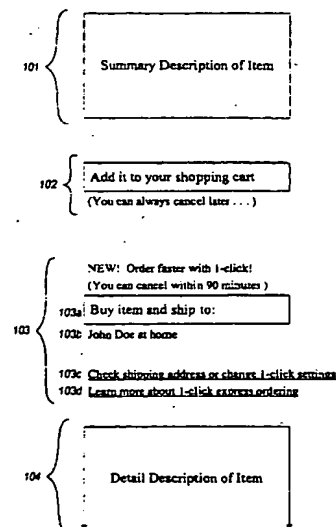 101
Summary Description of Item
102
Add it to your shopping cart
(You can always cancel later . . . )
NEW! Order faster with 1-click!
(You can cancel within 90 minutes )
103
103a Buy item and ship to:
103b John Doe at home
103c Check shipping address or change 1-click settings
103d Learn more about 1-click express ordering
104
Detail Description of Item